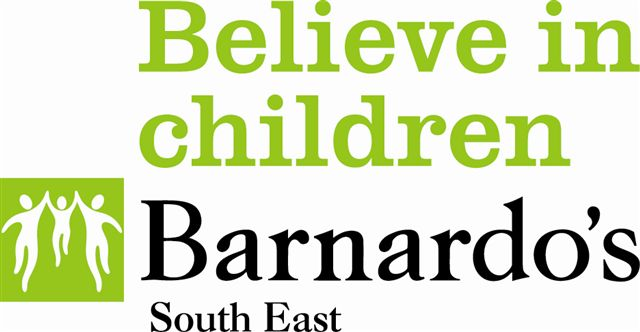 Believe in
children
Barnardo's
South East